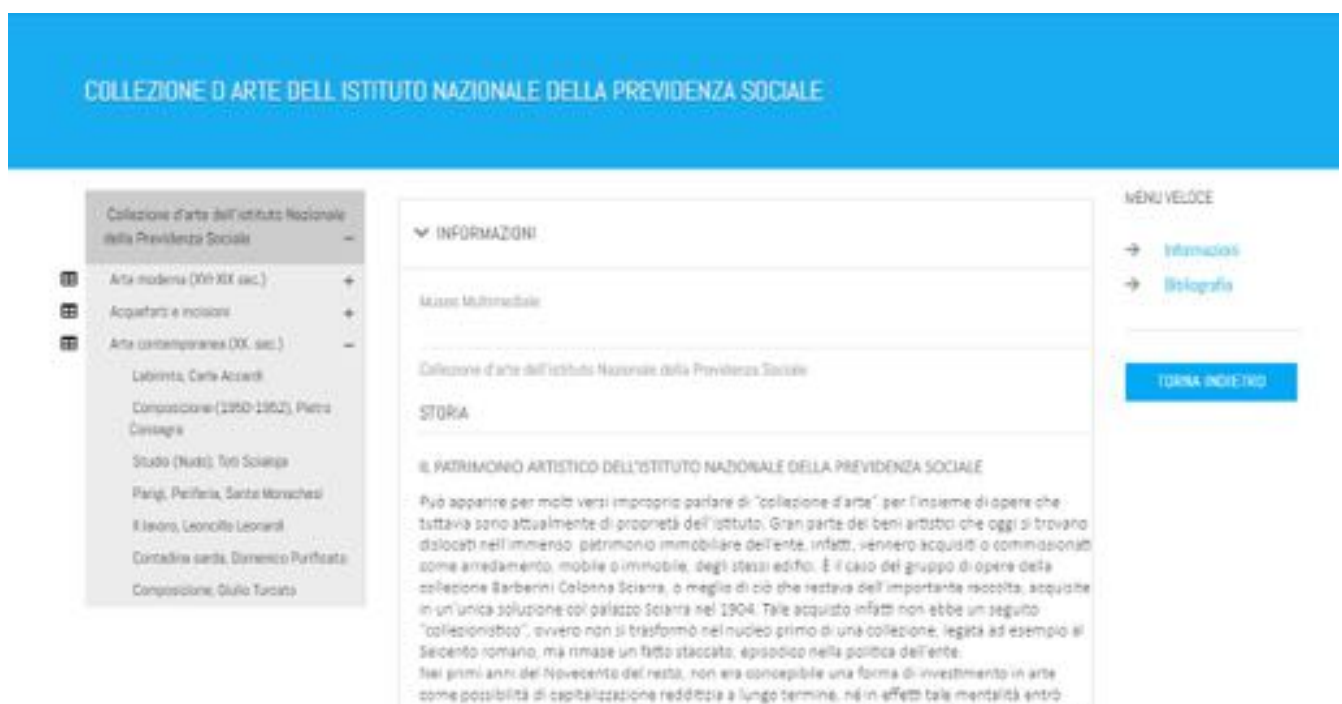 COLLEZIONE D ARTE DELL ISTITUTO NAZIONALE DELLA PREVIDENZA SOCIALE
Collezione d'arte dell'istituto Nazionale
della Previdenza Sociale –
Arte moderna (XVI-XIX sec.) +
Acqueforti e incisioni +
Arte contemporanea (XX. sec.) –
Labirinto, Carla Accardi
Composizione (1950-1952), Pietro
Consagra
Studio (Nudo), Toti Scialoja
Parigi, Periferia, Sante Monachesi
Il lavoro, Leoncillo Leonardi
Contadina sarda, Domenico Purificato
Composizione, Giulio Turcato
INFORMAZIONI
Museo Multimediale
Collezione d'arte dell'istituto Nazionale della Previdenza Sociale
STORIA
IL PATRIMONIO ARTISTICO DELL'ISTITUTO NAZIONALE DELLA PREVIDENZA SOCIALE
Può apparire per molti versi improprio parlare di "collezione d'arte" per l'insieme di opere che
tuttavia sono attualmente di proprietà dell'istituto. Gran parte dei beni artistici che oggi si trovano
dislocati nell'immenso patrimonio immobiliare dell'ente, infatti, vennero acquisiti o commissionati
come arredamento, mobile o immobile, degli stessi edifici. È il caso del gruppo di opere della
collezione Barberini Colonna Sciarra, o meglio di ciò che restava dell'importante raccolta, acquisite
in un'unica soluzione col palazzo Sciarra nel 1904. Tale acquisto infatti non ebbe un seguito
"collezionistico", ovvero non si trasformò nel nucleo primo di una collezione, legata ad esempio al
Seicento romano, ma rimase un fatto staccato, episodico nella politica dell'ente.
Nei primi anni del Novecento del resto, non era concepibile una forma di investimento in arte
come possibilità di capitalizzazione redditizia a lungo termine, né in effetti tale mentalità entrò
MENU VELOCE
→ Informazioni
→ Bibliografia
TORNA INDIETRO